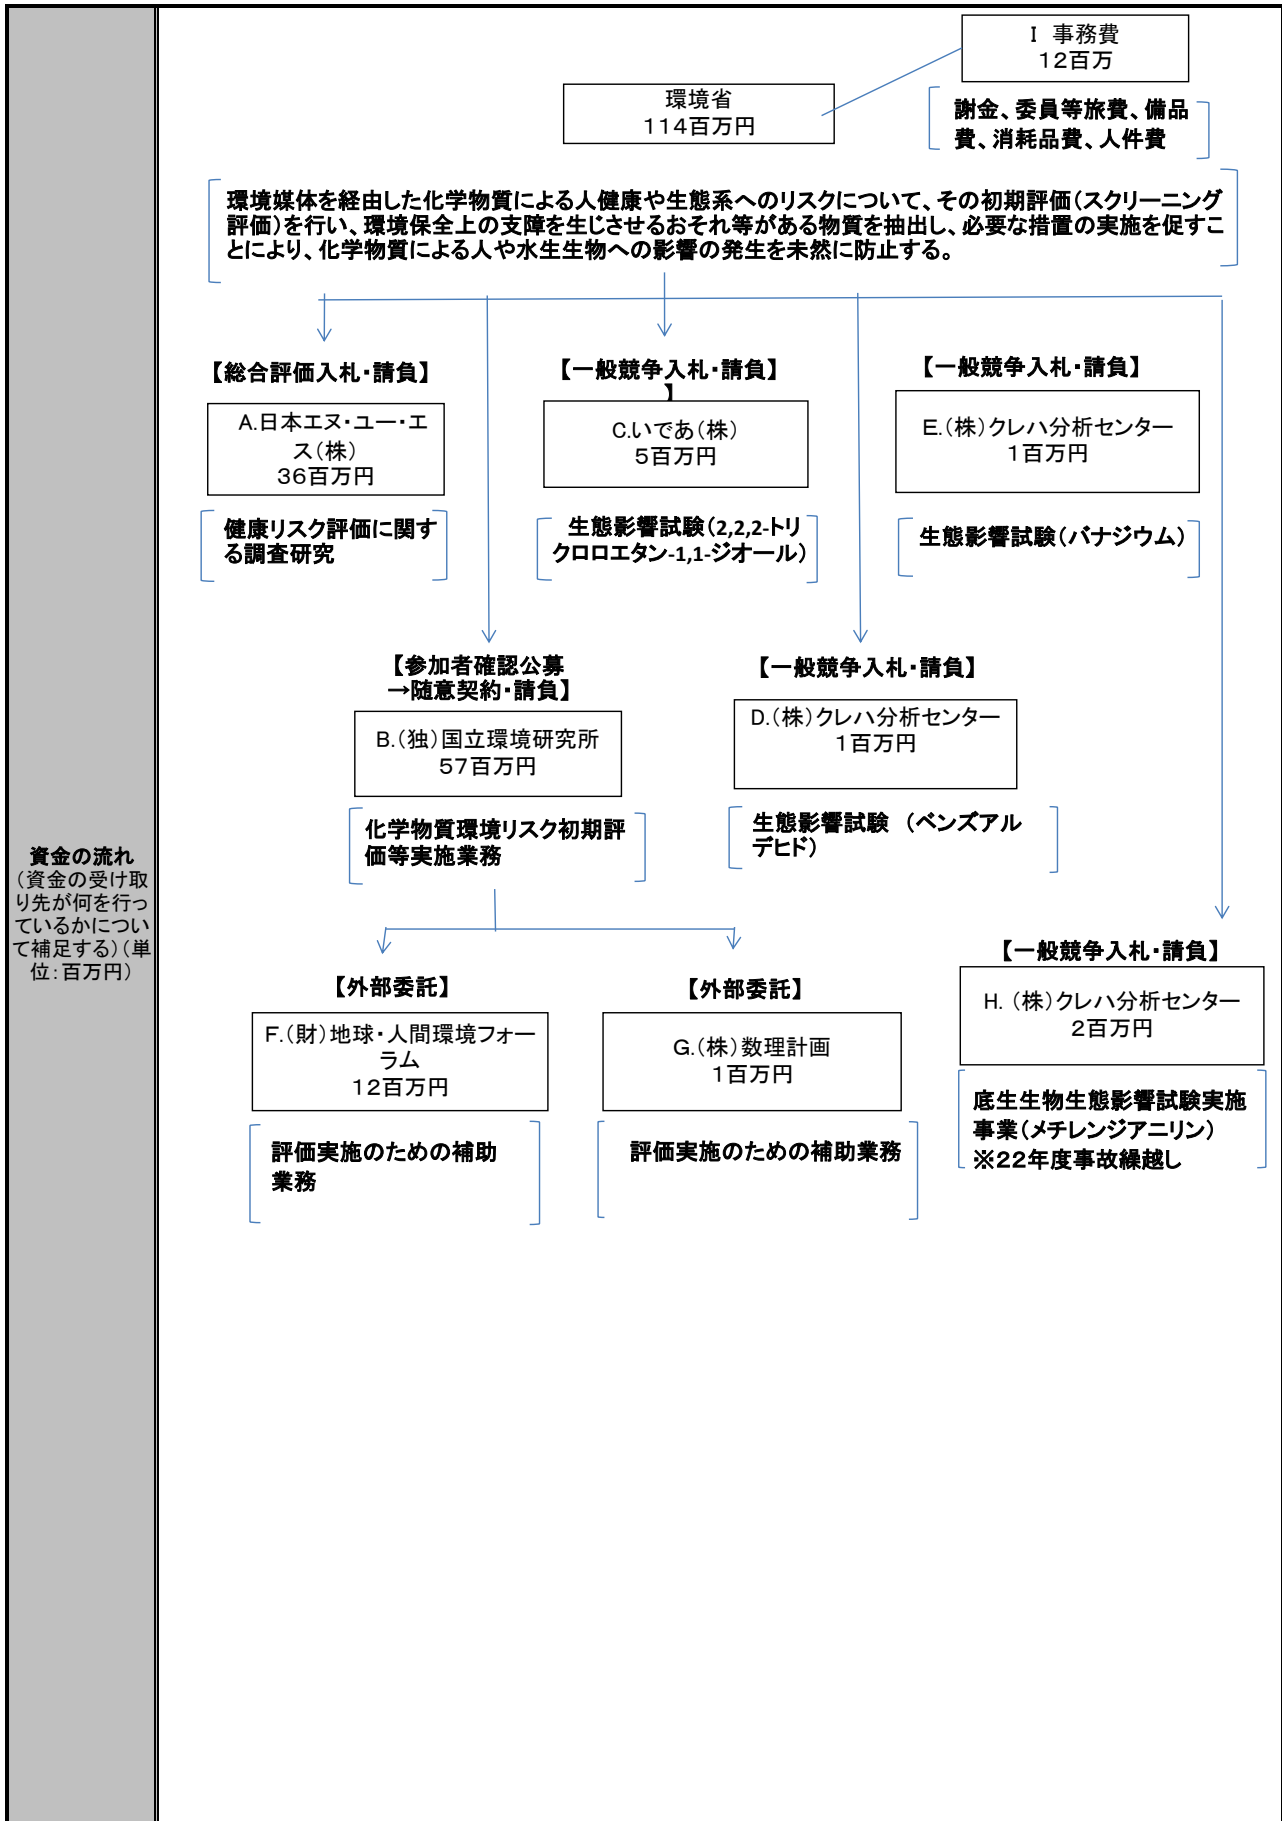 資金の流れ
(資金の受け取
り先が何を行っ
ているかについ
て補足する)(単
位:百万円)
Ⅰ 事務費
12百万
環境省
114百万円
謝金、委員等旅費、備品
費、消耗品費、人件費
環境媒体を経由した化学物質による人健康や生態系へのリスクについて、その初期評価(スクリーニング
評価)を行い、環境保全上の支障を生じさせるおそれ等がある物質を抽出し、必要な措置の実施を促すこ
とにより、化学物質による人や水生生物への影響の発生を未然に防止する。
【総合評価入札・請負】
A.日本エヌ・ユー・エ
ス(株)
36百万円
健康リスク評価に関す
る調査研究
【一般競争入札・請負】
】
C.いであ(株)
5百万円
生態影響試験(2,2,2-トリ
クロロエタン-1,1-ジオール)
【一般競争入札・請負】
E.(株)クレハ分析センター
1百万円
生態影響試験(バナジウム)
【参加者確認公募
→随意契約・請負】
B.(独)国立環境研究所
57百万円
化学物質環境リスク初期評
価等実施業務
【一般競争入札・請負】
D.(株)クレハ分析センター
1百万円
生態影響試験 (ベンズアル
デヒド)
【外部委託】
F.(財)地球・人間環境フォー
ラム
12百万円
評価実施のための補助
業務
【外部委託】
G.(株)数理計画
1百万円
評価実施のための補助業務
【一般競争入札・請負】
H. (株)クレハ分析センター
2百万円
底生生物生態影響試験実施
事業(メチレンジアニリン)
※22年度事故繰越し